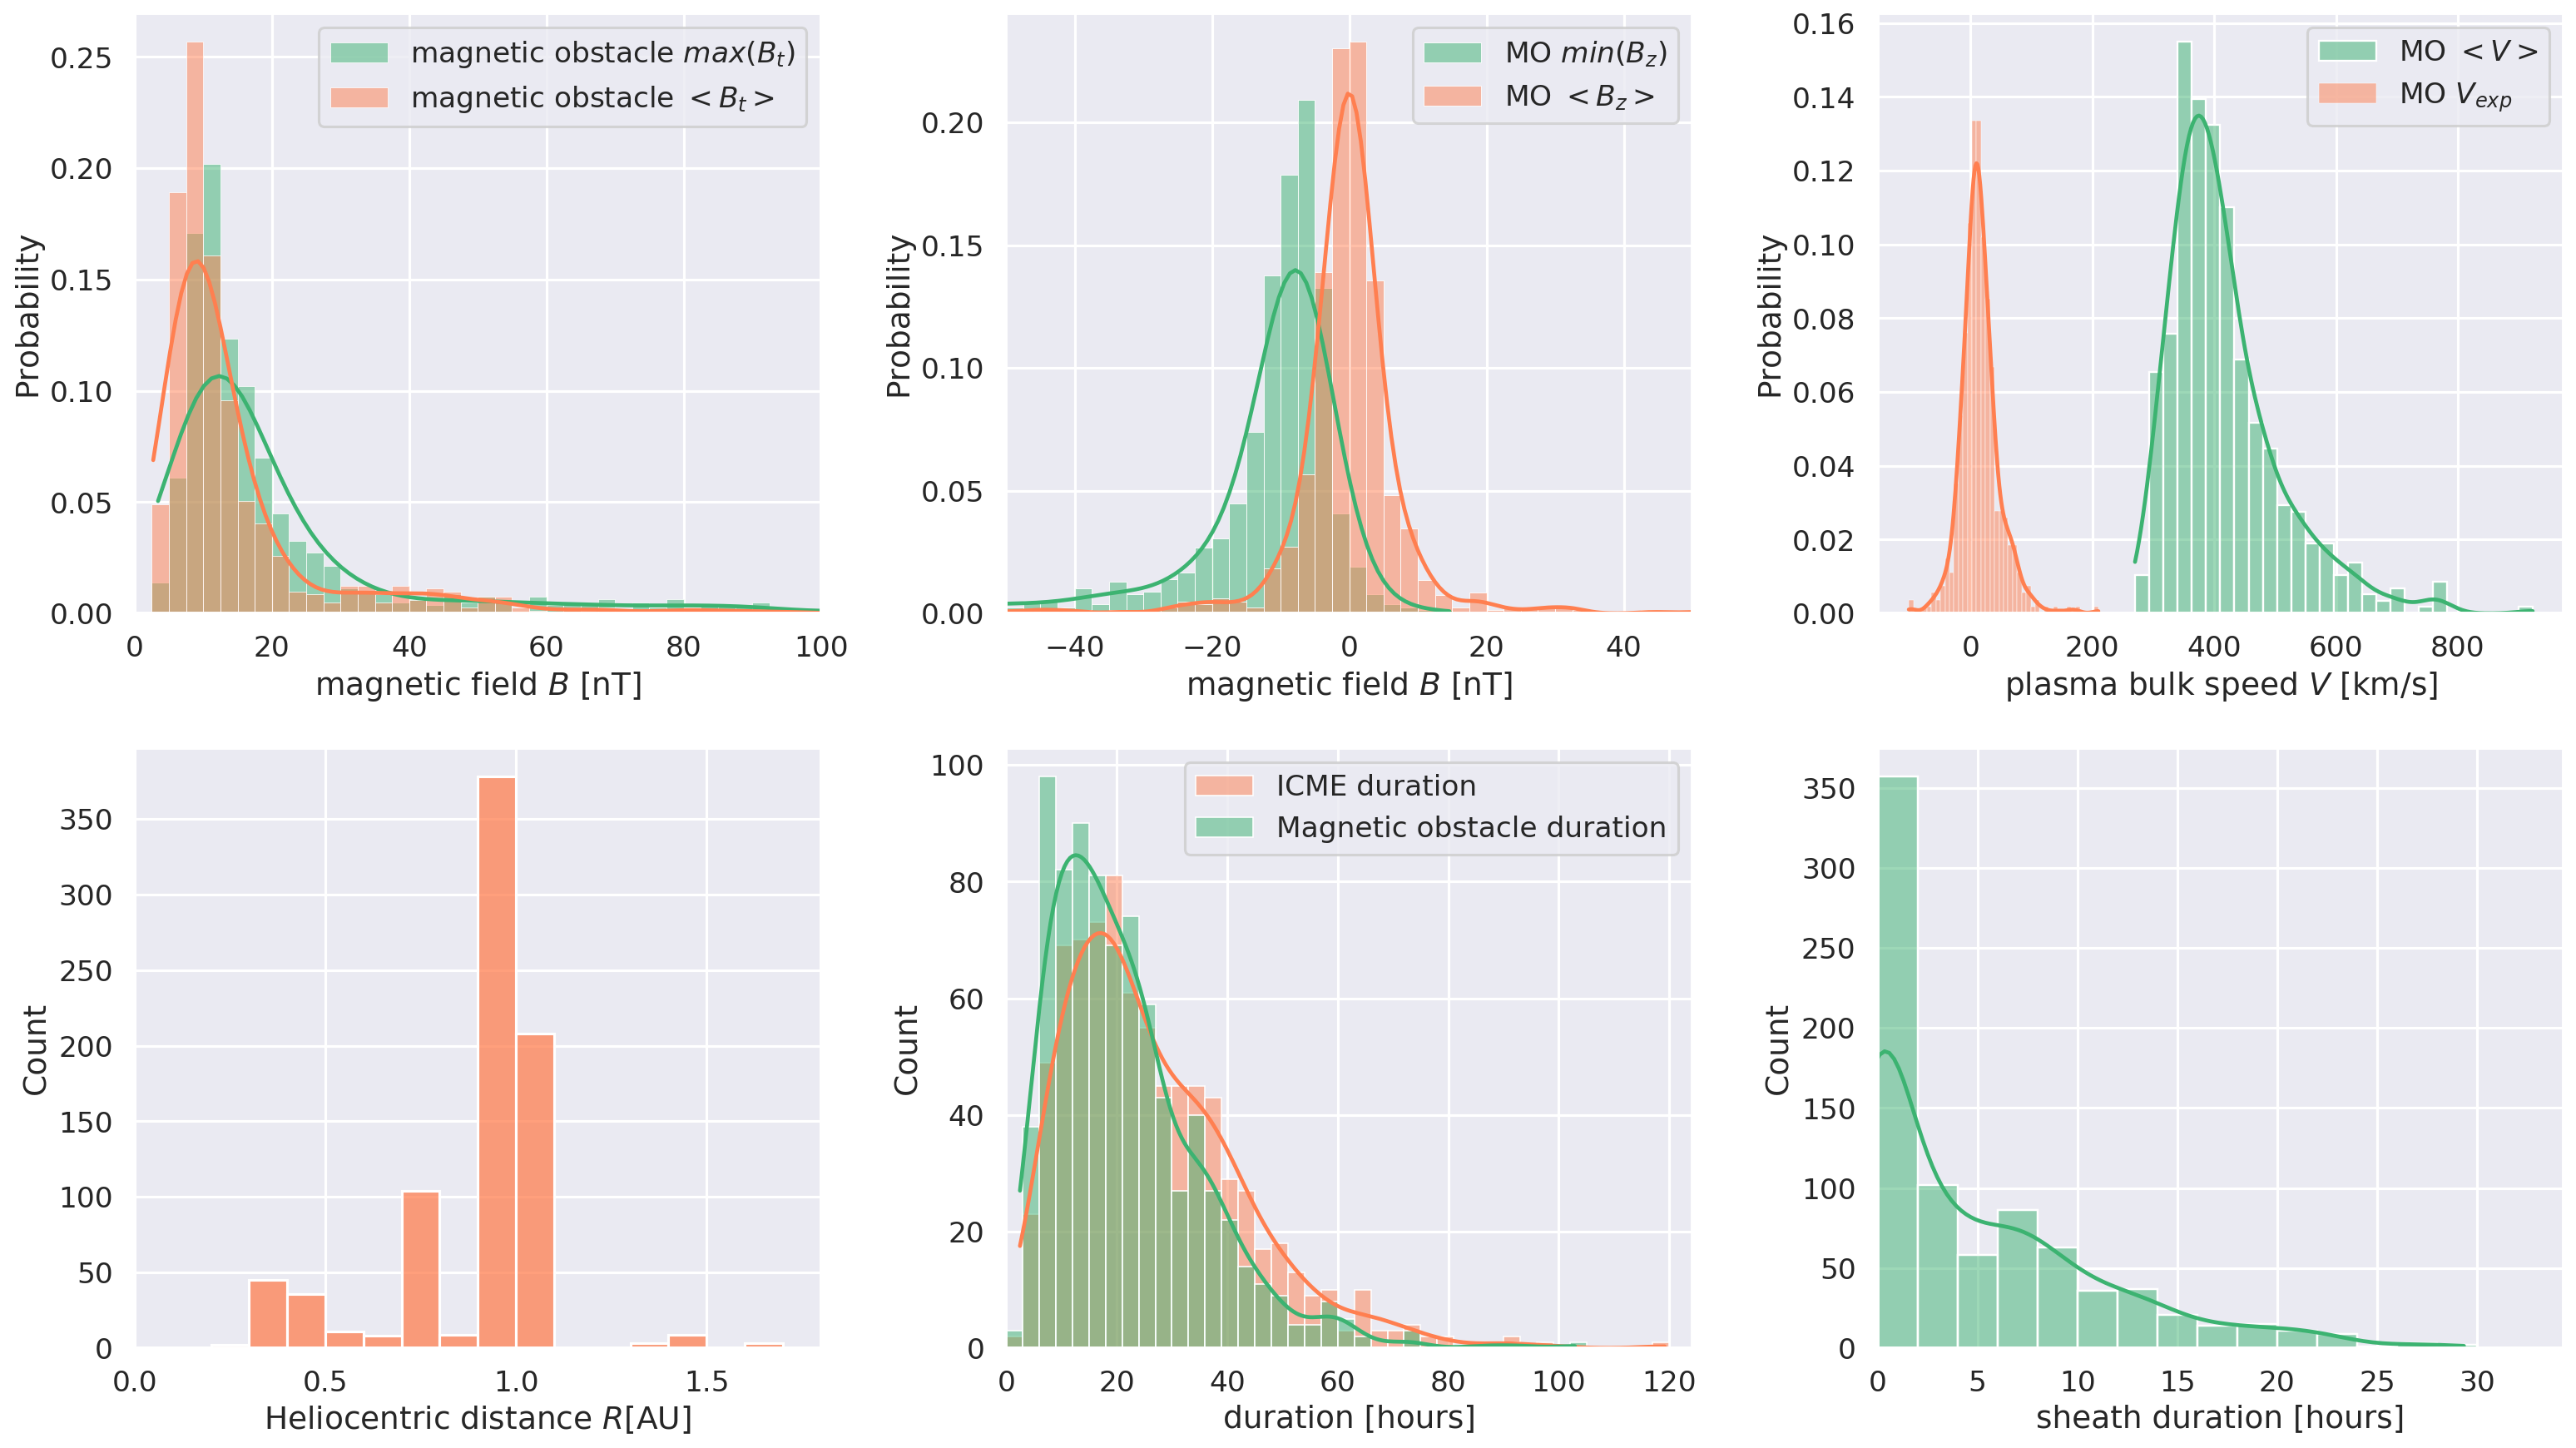 0.25
0.20
0.15
0.10
0.05
0.00
Probability
magnetic obstacle max(B_t)
magnetic obstacle <B_t>
0 20 40 60 80 100
magnetic field B [nT]
0.20
0.15
0.10
0.05
0.00
Probability
MO min(B_z)
MO <B_z>
−40 −20 0 20 40
magnetic field B [nT]
0.16
0.14
0.12
0.10
0.08
0.06
0.04
0.02
0.00
Probability
MO <V>
MO V_exp
0 200 400 600 800
plasma bulk speed V [km/s]
350
300
250
200
150
100
50
0
Count
0.0 0.5 1.0 1.5
Heliocentric distance R[AU]
100
80
60
40
20
0
Count
ICME duration
Magnetic obstacle duration
0 20 40 60 80 100 120
duration [hours]
350
300
250
200
150
100
50
0
Count
0 5 10 15 20 25 30
sheath duration [hours]